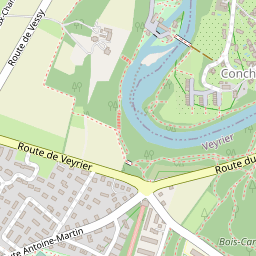 Route de Vessy
Conch
Veyrier
Route de Veyrier
Route du
Antoine-Martin
Bois-Car